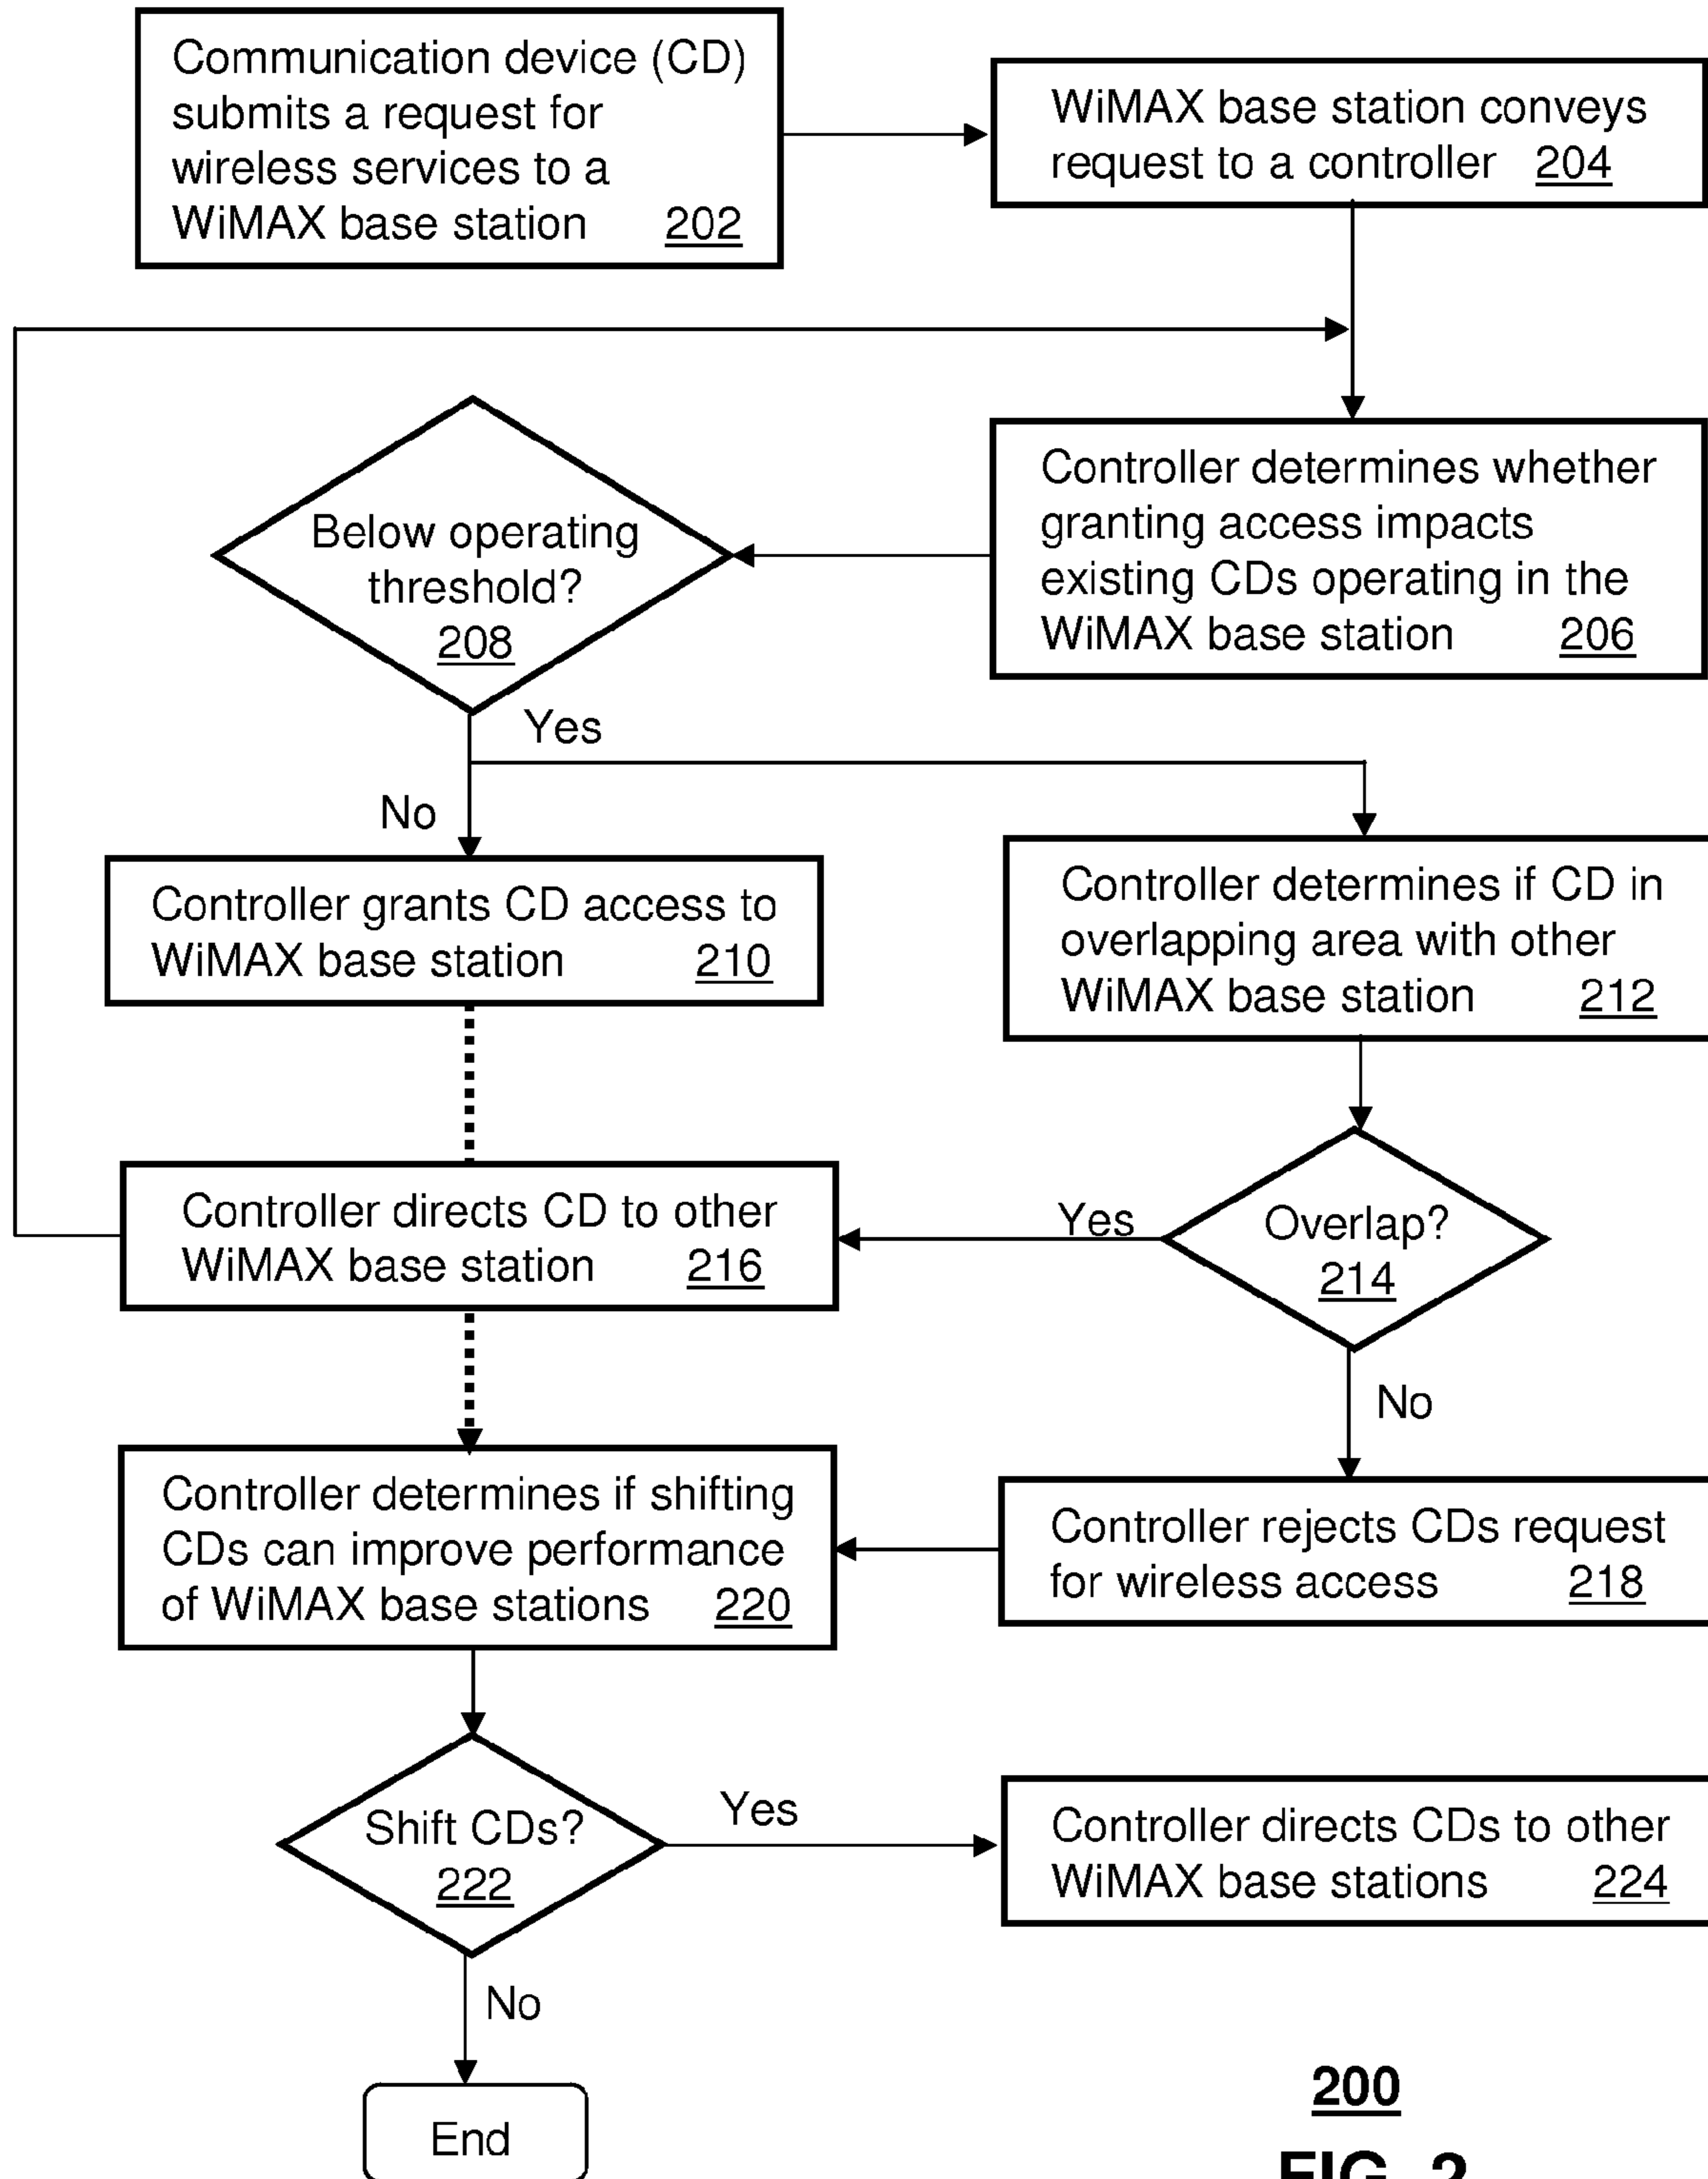 Communication device (CD)
submits a request for
wireless services to a
WiMAX base station 202
WiMAX base station conveys
request to a controller 204
Controller determines whether
granting access impacts
existing CDs operating in the
WiMAX base station 206
Below operating
threshold?
208
Yes
No
Controller grants CD access to
WiMAX base station 210
Controller determines if CD in
overlapping area with other
WiMAX base station 212
Overlap?
214
Yes
Controller directs CD to other
WiMAX base station 216
No
Controller rejects CDs request
for wireless access 218
Controller determines if shifting
CDs can improve performance
of WiMAX base stations 220
Shift CDs?
222
Yes
Controller directs CDs to other
WiMAX base stations 224
No
End
200
FIG. 2